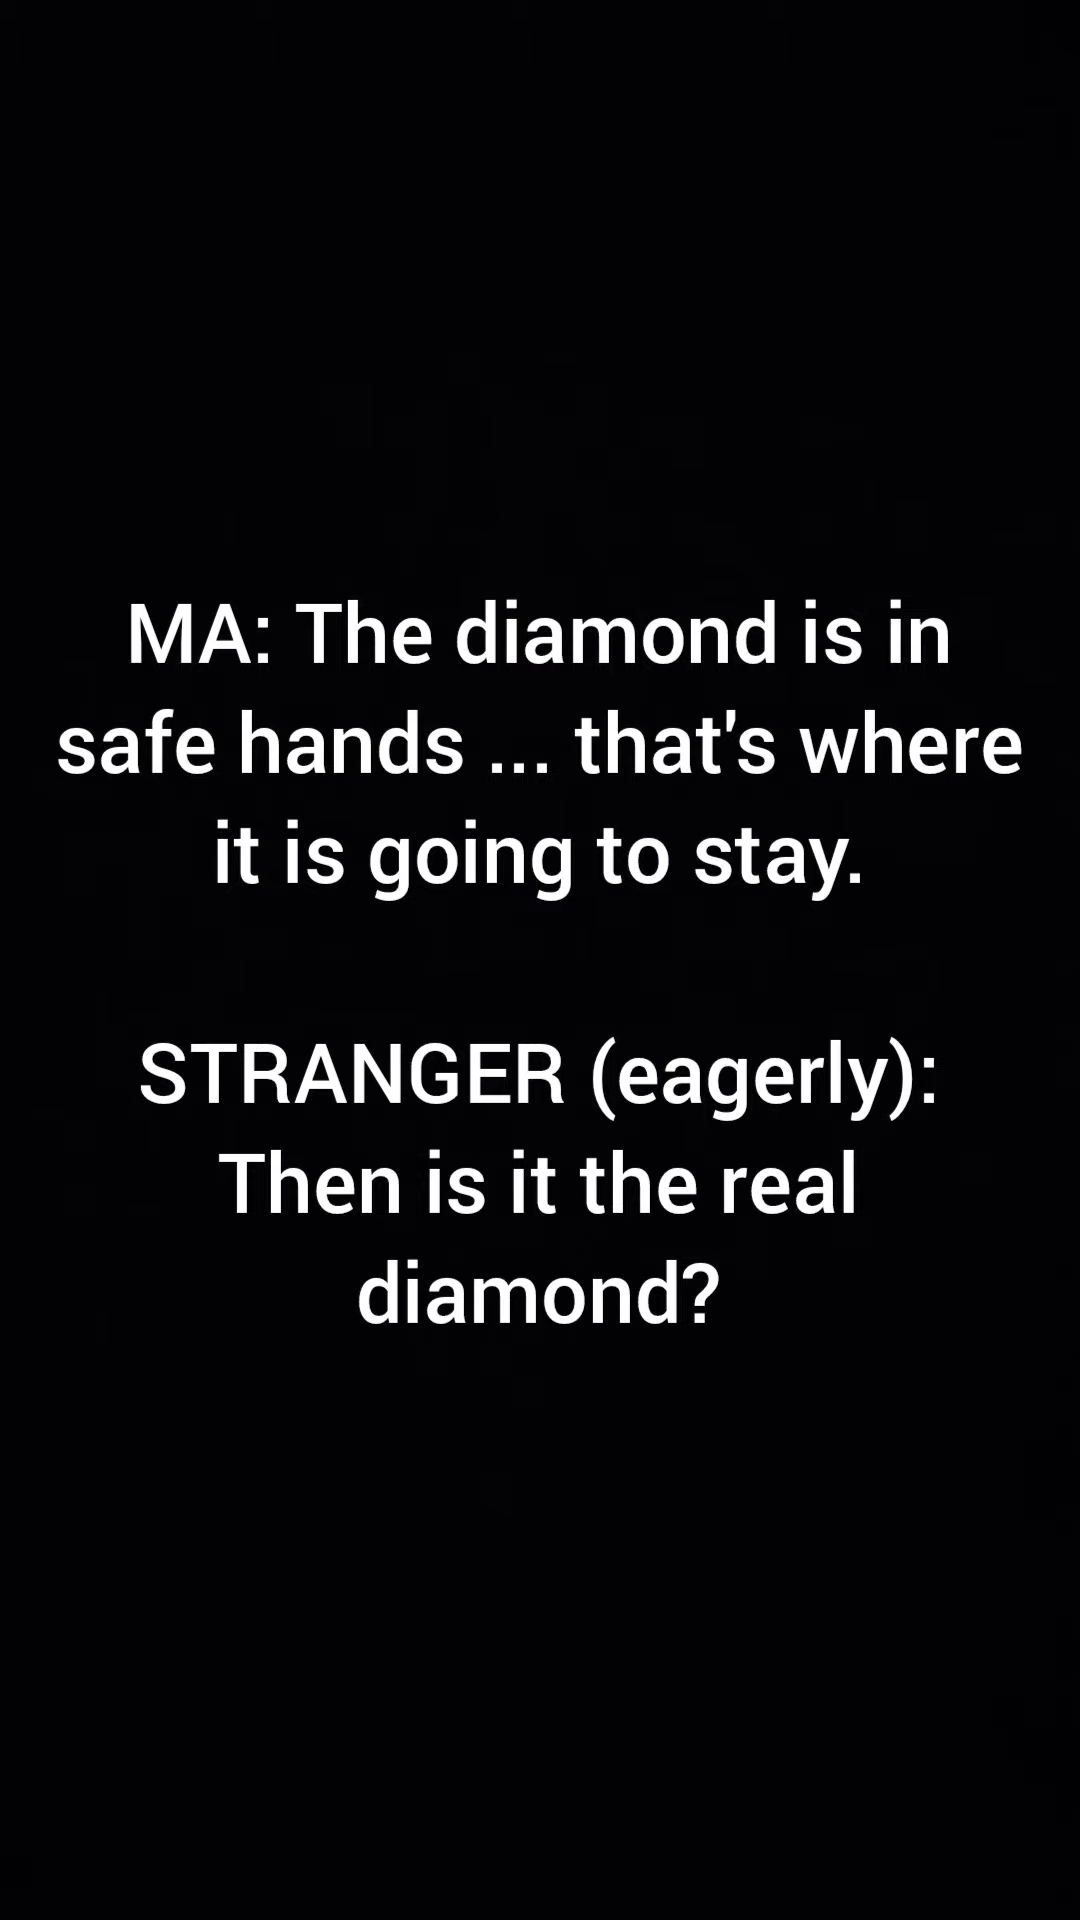 MA: The diamond is in
safe hands ... that's where
it is going to stay.
STRANGER (eagerly):
Then is it the real
diamond?